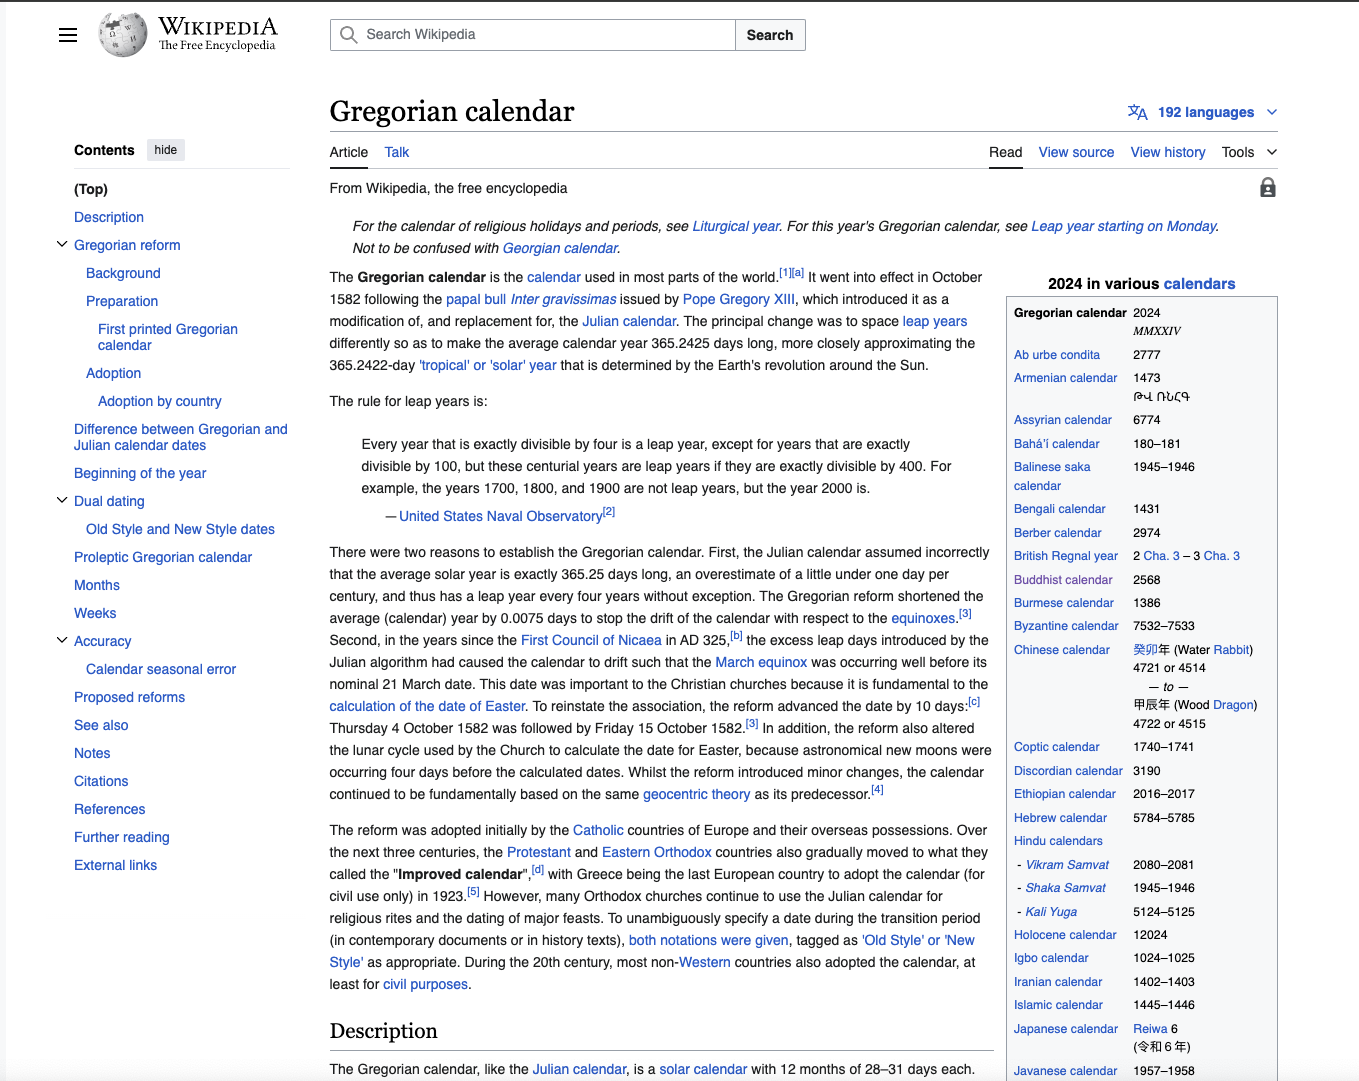 WIKIPEDIA
The Free Encyclopedia
Search Wikipedia
Search
Contents
hide
(Top)
Description
Gregorian reform
Background
Preparation
First printed Gregorian
calendar
Adoption
Adoption by country
Difference between Gregorian and
Julian calendar dates
Beginning of the year
Dual dating
Old Style and New Style dates
Proleptic Gregorian calendar
Months
Weeks
Accuracy
Calendar seasonal error
Proposed reforms
See also
Notes
Citations
References
Further reading
External links
Gregorian calendar
192 languages
Article Talk
Read View source View history Tools
From Wikipedia, the free encyclopedia
For the calendar of religious holidays and periods, see Liturgical year. For this year's Gregorian calendar, see Leap year starting on Monday.
Not to be confused with Georgian calendar.
The Gregorian calendar is the calendar used in most parts of the world.[1][a] It went into effect in October
1582 following the papal bull Inter gravissimas issued by Pope Gregory XIII, which introduced it as a
modification of, and replacement for, the Julian calendar. The principal change was to space leap years
differently so as to make the average calendar year 365.2425 days long, more closely approximating the
365.2422-day 'tropical' or 'solar' year that is determined by the Earth's revolution around the Sun.
The rule for leap years is:
Every year that is exactly divisible by four is a leap year, except for years that are exactly
divisible by 100, but these centurial years are leap years if they are exactly divisible by 400. For
example, the years 1700, 1800, and 1900 are not leap years, but the year 2000 is.
— United States Naval Observatory[2]
There were two reasons to establish the Gregorian calendar. First, the Julian calendar assumed incorrectly
that the average solar year is exactly 365.25 days long, an overestimate of a little under one day per
century, and thus has a leap year every four years without exception. The Gregorian reform shortened the
average (calendar) year by 0.0075 days to stop the drift of the calendar with respect to the equinoxes.[3]
Second, in the years since the First Council of Nicaea in AD 325,[b] the excess leap days introduced by the
Julian algorithm had caused the calendar to drift such that the March equinox was occurring well before its
nominal 21 March date. This date was important to the Christian churches because it is fundamental to the
calculation of the date of Easter. To reinstate the association, the reform advanced the date by 10 days:[c]
Thursday 4 October 1582 was followed by Friday 15 October 1582.[3] In addition, the reform also altered
the lunar cycle used by the Church to calculate the date for Easter, because astronomical new moons were
occurring four days before the calculated dates. Whilst the reform introduced minor changes, the calendar
continued to be fundamentally based on the same geocentric theory as its predecessor.[4]
The reform was adopted initially by the Catholic countries of Europe and their overseas possessions. Over
the next three centuries, the Protestant and Eastern Orthodox countries also gradually moved to what they
called the "Improved calendar",[d] with Greece being the last European country to adopt the calendar (for
civil use only) in 1923.[5] However, many Orthodox churches continue to use the Julian calendar for
religious rites and the dating of major feasts. To unambiguously specify a date during the transition period
(in contemporary documents or in history texts), both notations were given, tagged as 'Old Style' or 'New
Style' as appropriate. During the 20th century, most non-Western countries also adopted the calendar, at
least for civil purposes.
Description
The Gregorian calendar, like the Julian calendar, is a solar calendar with 12 months of 28–31 days each.
2024 in various calendars
Gregorian calendar 2024
MMXXIV
Ab urbe condita 2777
Armenian calendar 1473
ԹՎ ՌՆՀԳ
Assyrian calendar 6774
Baháʼí calendar 180–181
Balinese saka 1945–1946
calendar
Bengali calendar 1431
Berber calendar 2974
British Regnal year 2 Cha. 3 – 3 Cha. 3
Buddhist calendar 2568
Burmese calendar 1386
Byzantine calendar 7532–7533
Chinese calendar 癸卯年 (Water Rabbit)
4721 or 4514
— to —
甲辰年 (Wood Dragon)
4722 or 4515
Coptic calendar 1740–1741
Discordian calendar 3190
Ethiopian calendar 2016–2017
Hebrew calendar 5784–5785
Hindu calendars
- Vikram Samvat 2080–2081
- Shaka Samvat 1945–1946
- Kali Yuga 5124–5125
Holocene calendar 12024
Igbo calendar 1024–1025
Iranian calendar 1402–1403
Islamic calendar 1445–1446
Japanese calendar Reiwa 6
(令和６年)
Javanese calendar 1957–1958